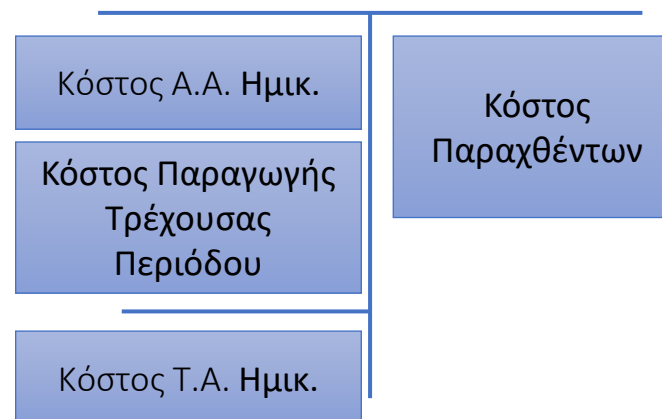 Κόστος Α.Α. Ημικ.
Κόστος Παραγωγής
Τρέχουσας
Περιόδου
Κόστος Τ.Α. Ημικ.
Κόστος
Παραχθέντων